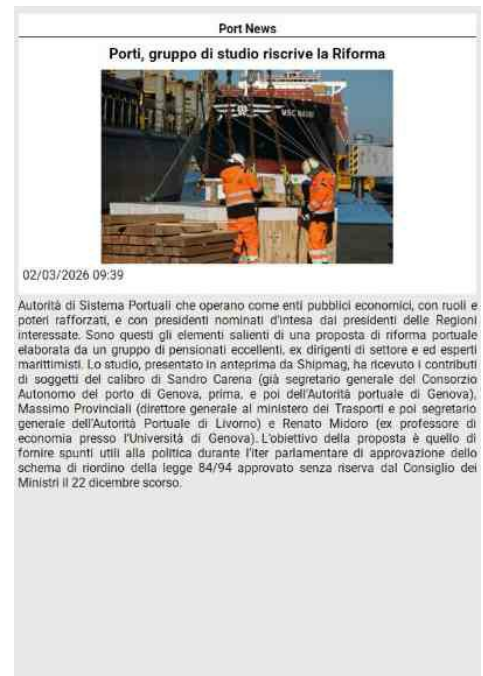 Port News
Porti, gruppo di studio riscrive la Riforma
02/03/2026 09:39
Autorità di Sistema Portuali che operano come enti pubblici economici, con ruoli e
poteri rafforzati, e con presidenti nominati d'intesa dai presidenti delle Regioni
interessate. Sono questi gli elementi salienti di una proposta di riforma portuale
elaborata da un gruppo di pensionati eccellenti, ex dirigenti di settore e ed esperti
marittimisti. Lo studio, presentato in anteprima da Shipmag, ha ricevuto i contributi
di soggetti del calibro di Sandro Carena (già segretario generale del Consorzio
Autonomo del porto di Genova, prima, e poi dell'Autorità portuale di Genova),
Massimo Provinciali (direttore generale al ministero dei Trasporti e poi segretario
generale dell'Autorità Portuale di Livorno) e Renato Midoro (ex professore di
economia presso l'Università di Genova). L'obiettivo della proposta è quello di
fornire spunti utili alla politica durante l'iter parlamentare di approvazione dello
schema di riordino della legge 84/94 approvato senza riserva dal Consiglio dei
Ministri il 22 dicembre scorso.